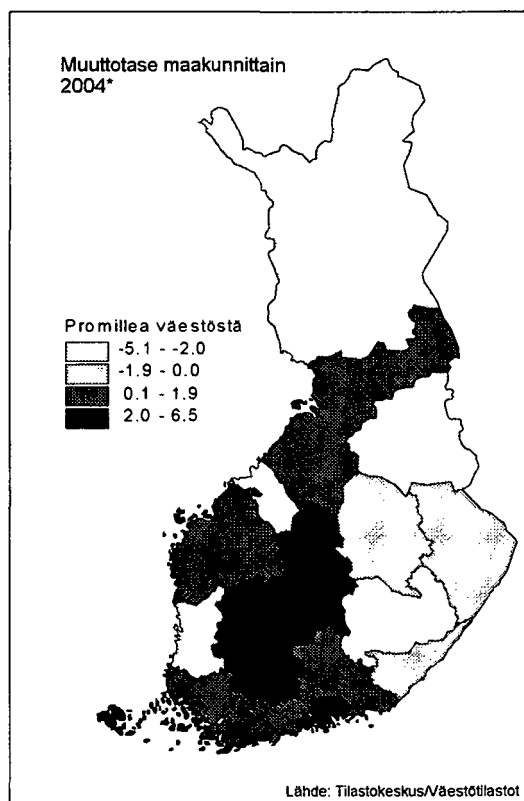 Muuttotase maakunnittain
2004*
Promillea väestöstä
-5.1 - -2.0
-1.9 - 0.0
0.1 - 1.9
2.0 - 6.5
Lähde: Tilastokeskus/Väestötilastot